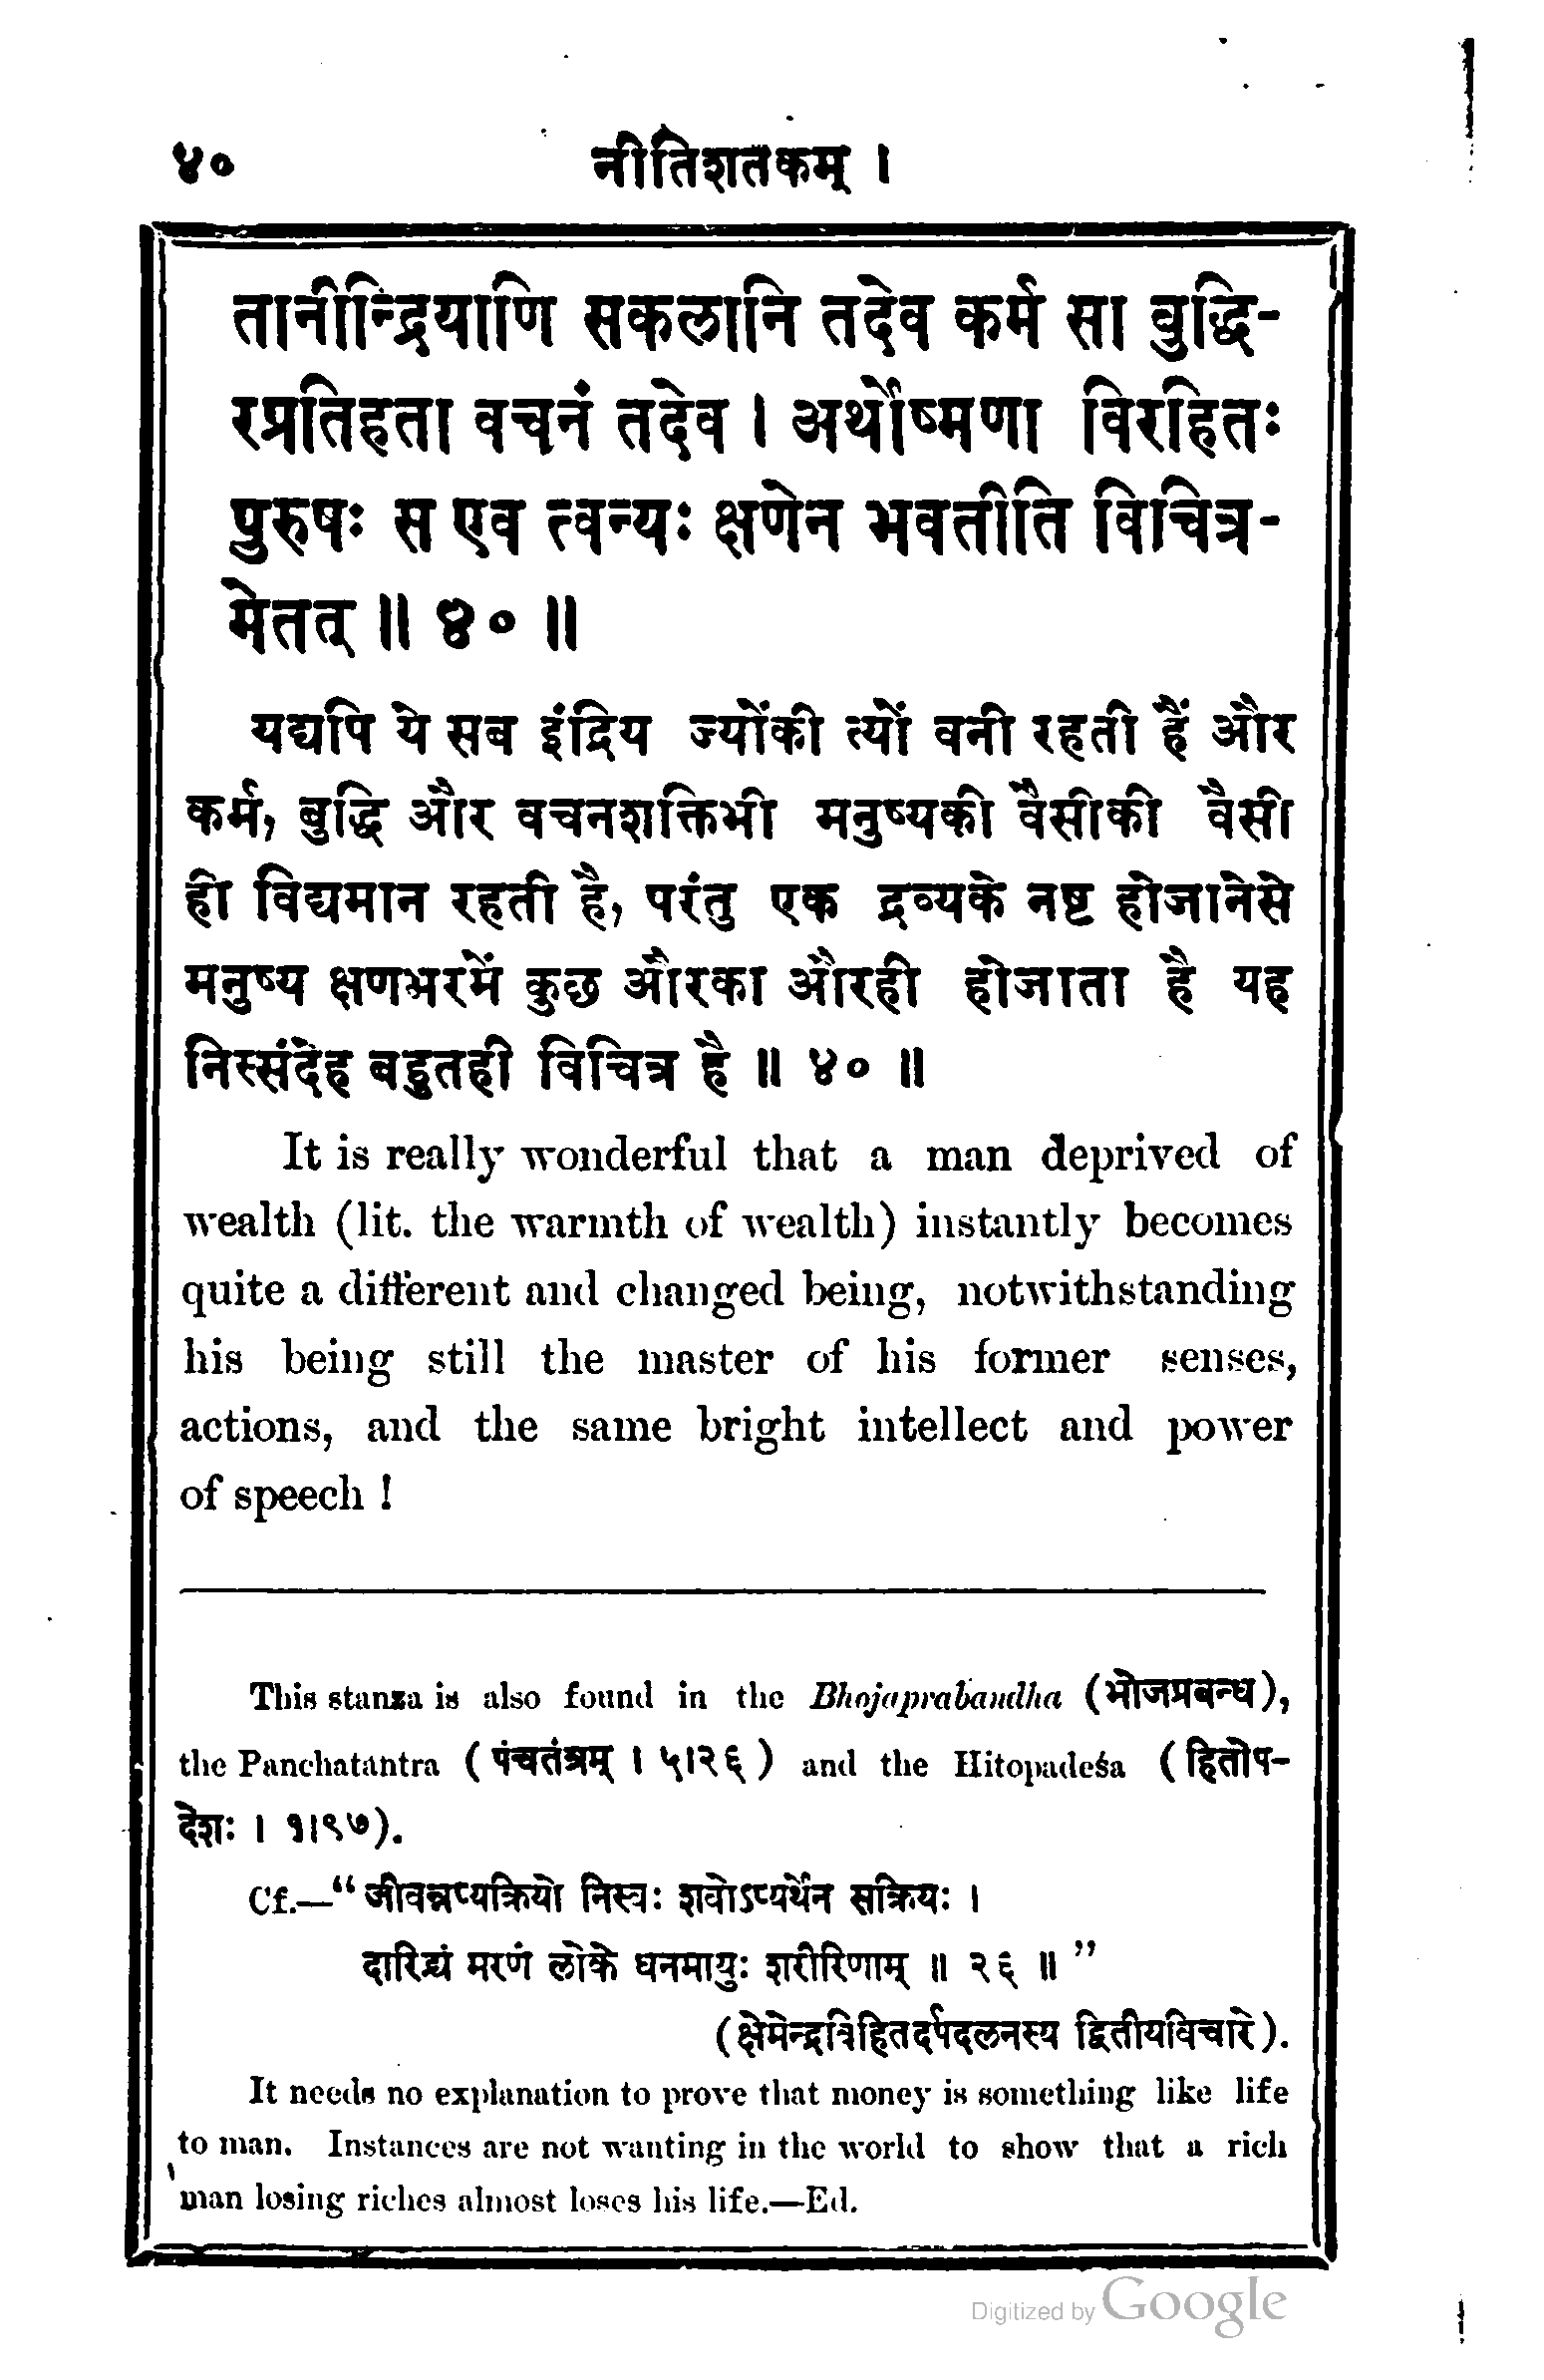 ४० नीतिशतकम् ।
तानीन्द्रियाणि सकलानि तदेव कर्म सा बुद्धि-
रप्रतिहता वचनं तदेव । अर्थोष्मणा विरहितः
पुरुषः स एव त्वन्यः क्षणेन भवतीति विचित्र-
मेतत् ॥ ४० ॥
यद्यपि ये सब इंद्रिय ज्योंकी त्यों वनी रहती हैं और
कर्म, बुद्धि और वचनशक्तिभी मनुष्यकी वैसीकी वैसी
ही विद्यमान रहती है, परंतु एक द्रव्यके नष्ट होजानेसे
मनुष्य क्षणभरमें कुछ औरका औरही होजाता है यह
निस्संदेह बहुतही विचित्र है ॥ ४० ॥
It is really wonderful that a man deprived of
wealth (lit. the warmth of wealth) instantly becomes
quite a different and changed being, notwithstanding
his being still the master of his former senses,
actions, and the same bright intellect and power
of speech !
This stanza is also found in the Bhojaprabandha (भोजप्रबन्ध),
the Panchatantra ( पंचतंत्रम् । ५।२६ ) and the Hitopadeśa ( हितोप-
देशः । १।९७).
Cf.—“ जीवन्नप्यक्रियो निस्वः शवोऽप्यर्थेन सक्रियः ।
दारिद्र्यं मरणं लोके धनमायुः शरीरिणाम् ॥ २६ ॥ ”
(क्षेमेन्द्रविहितदर्पदलनस्य द्वितीयविचारे).
It needs no explanation to prove that money is something like life
to man. Instances are not wanting in the world to show that a rich
man losing riches almost loses his life.—Ed.
Digitized by Google